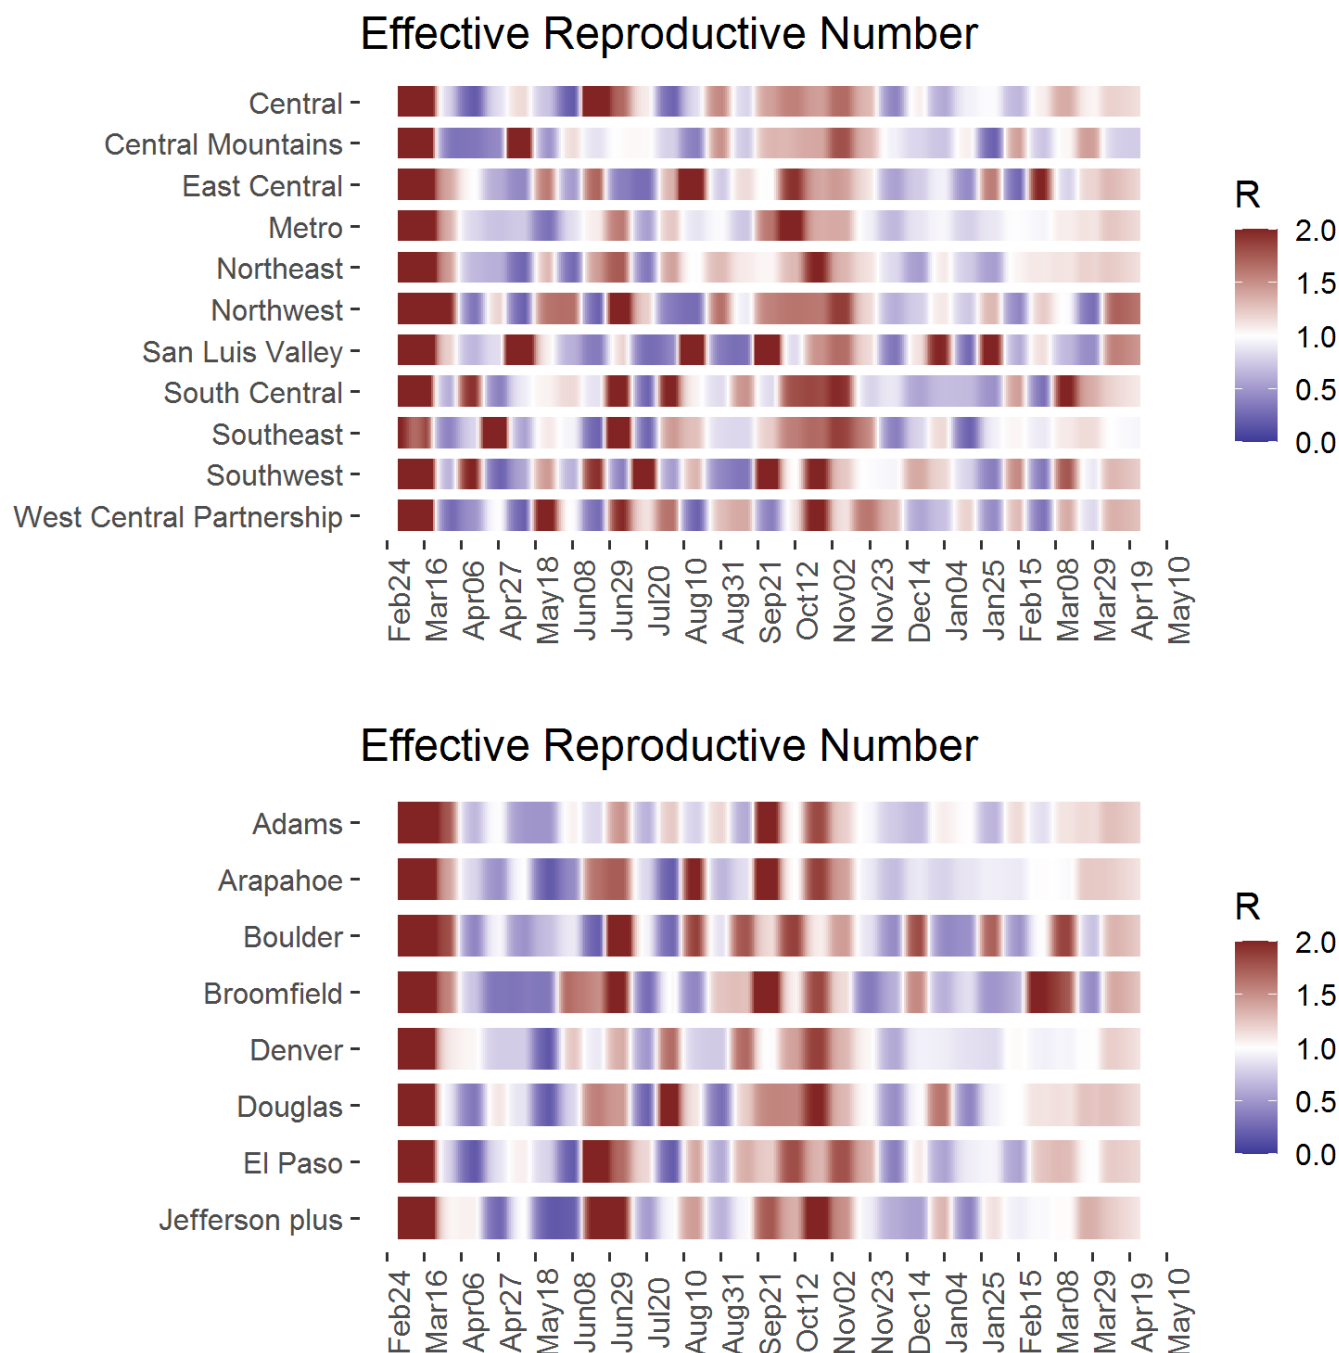 Effective Reproductive Number
Central
Central Mountains
East Central
Metro
Northeast
Northwest
San Luis Valley
South Central
Southeast
Southwest
West Central Partnership
R
2.0
1.5
1.0
0.5
0.0
Feb24
Mar16
Apr06
Apr27
May18
Jun08
Jun29
Jul20
Aug10
Aug31
Sep21
Oct12
Nov02
Nov23
Dec14
Jan04
Jan25
Feb15
Mar08
Mar29
Apr19
May10
Effective Reproductive Number
Adams
Arapahoe
Boulder
Broomfield
Denver
Douglas
El Paso
Jefferson plus
R
2.0
1.5
1.0
0.5
0.0
Feb24
Mar16
Apr06
Apr27
May18
Jun08
Jun29
Jul20
Aug10
Aug31
Sep21
Oct12
Nov02
Nov23
Dec14
Jan04
Jan25
Feb15
Mar08
Mar29
Apr19
May10